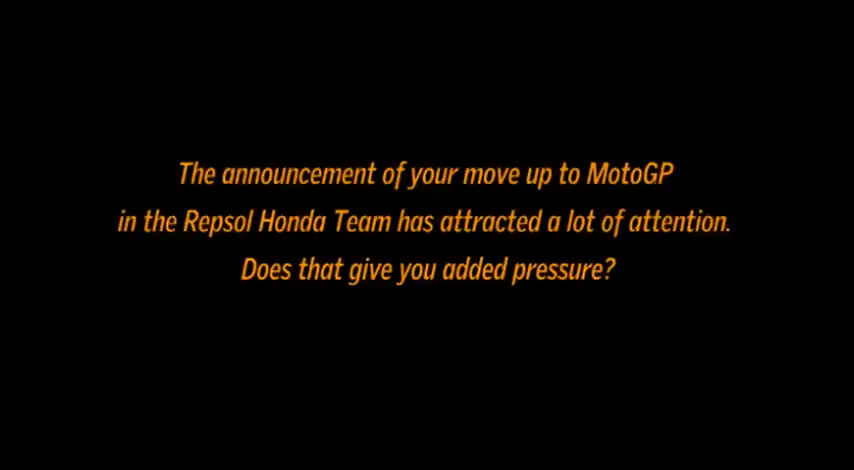 The announcement of your move up to MotoGP
in the Repsol Honda Team has attracted a lot of attention.
Does that give you added pressure?